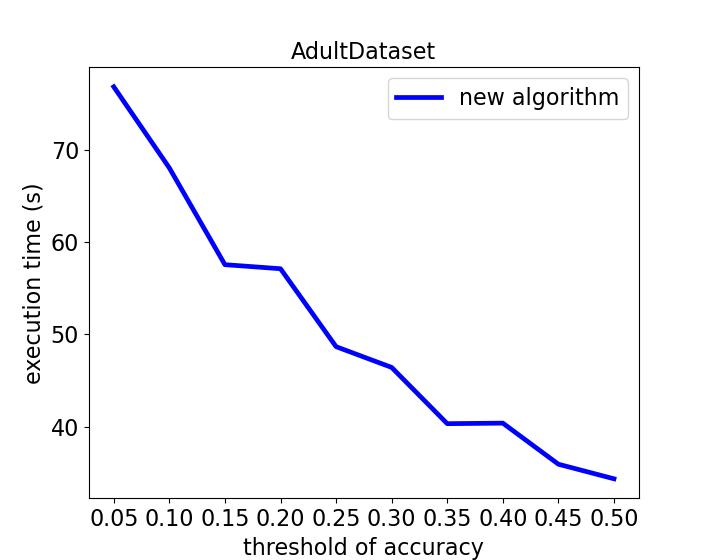 AdultDataset
new algorithm
execution time (s)
70
60
50
40
0.05 0.10 0.15 0.20 0.25 0.30 0.35 0.40 0.45 0.50
threshold of accuracy